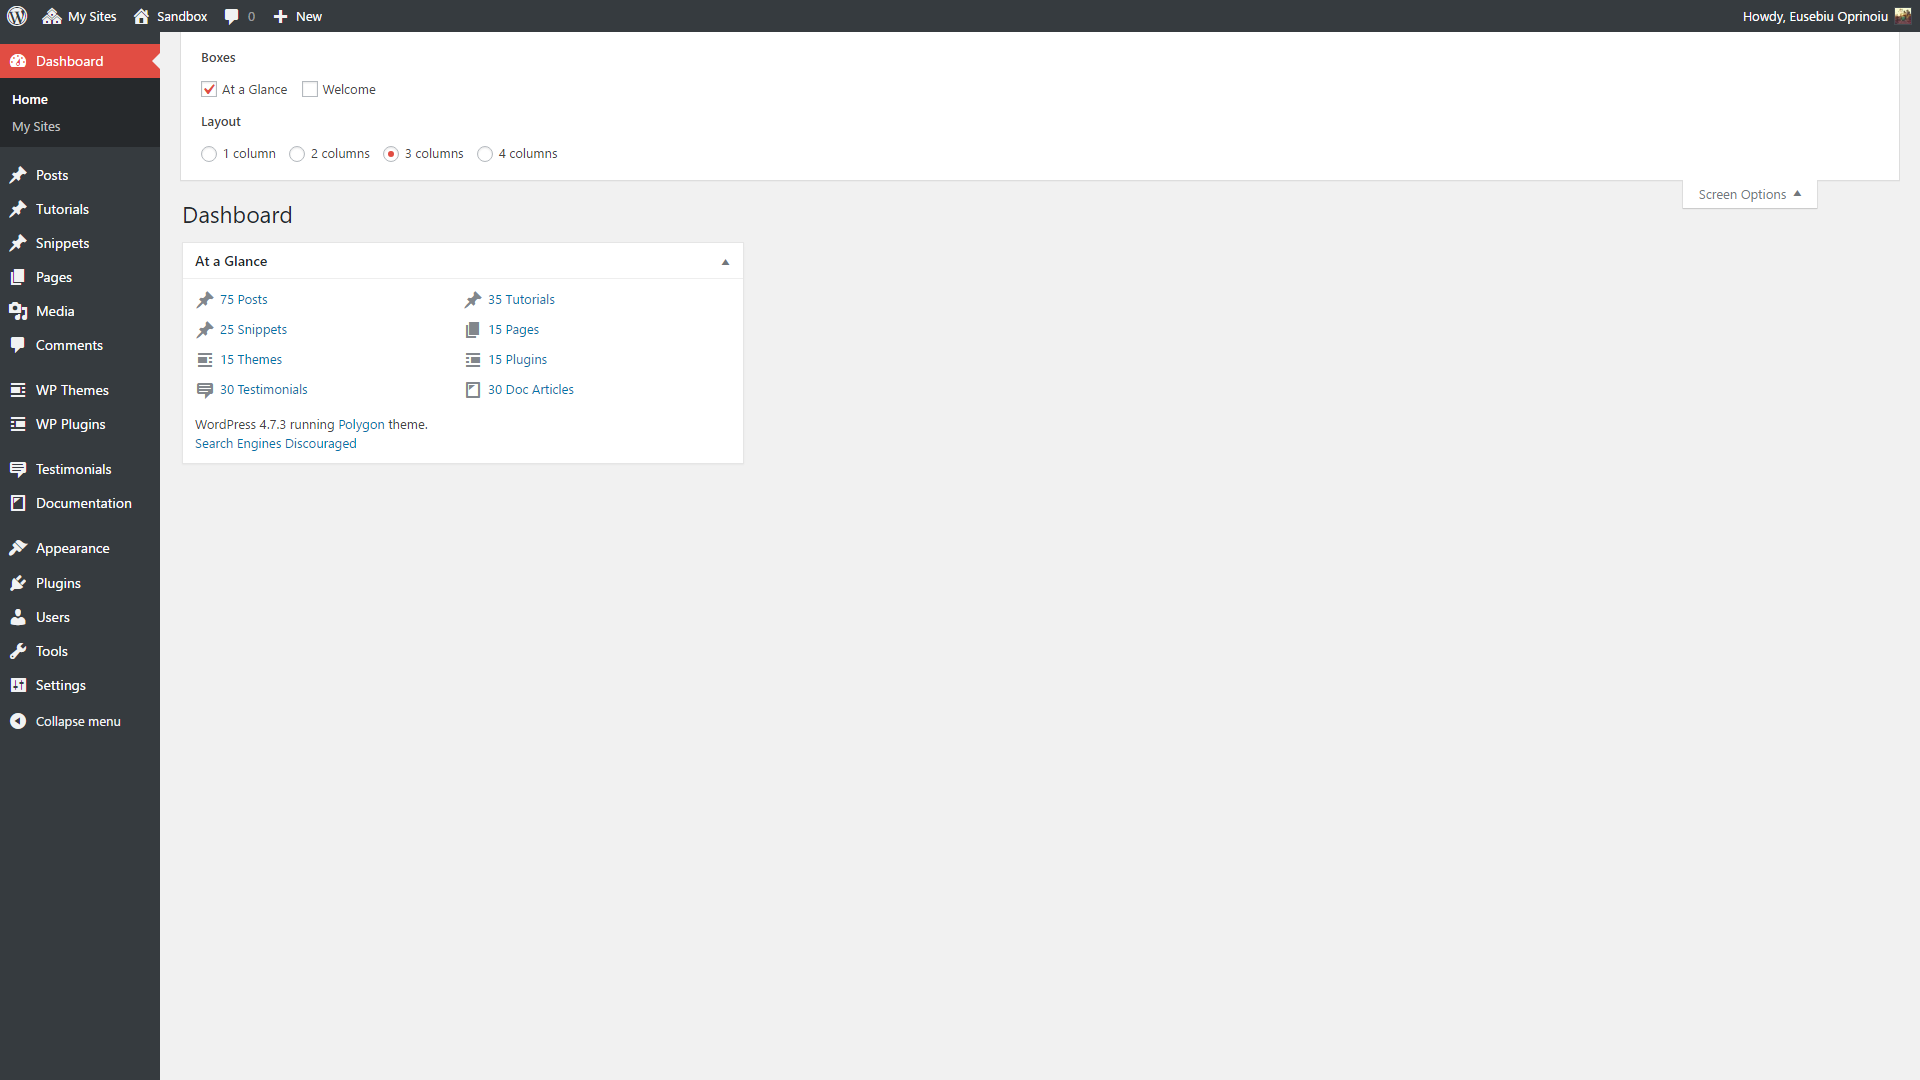 My Sites
Sandbox
0
New
Howdy, Eusebiu Oprinoiu
Dashboard
Home
My Sites
Posts
Tutorials
Snippets
Pages
Media
Comments
WP Themes
WP Plugins
Testimonials
Documentation
Appearance
Plugins
Users
Tools
Settings
Collapse menu
Boxes
At a Glance Welcome
Layout
1 column 2 columns 3 columns 4 columns
Screen Options
Dashboard
At a Glance
75 Posts
35 Tutorials
25 Snippets
15 Pages
15 Themes
15 Plugins
30 Testimonials
30 Doc Articles
WordPress 4.7.3 running Polygon theme.
Search Engines Discouraged